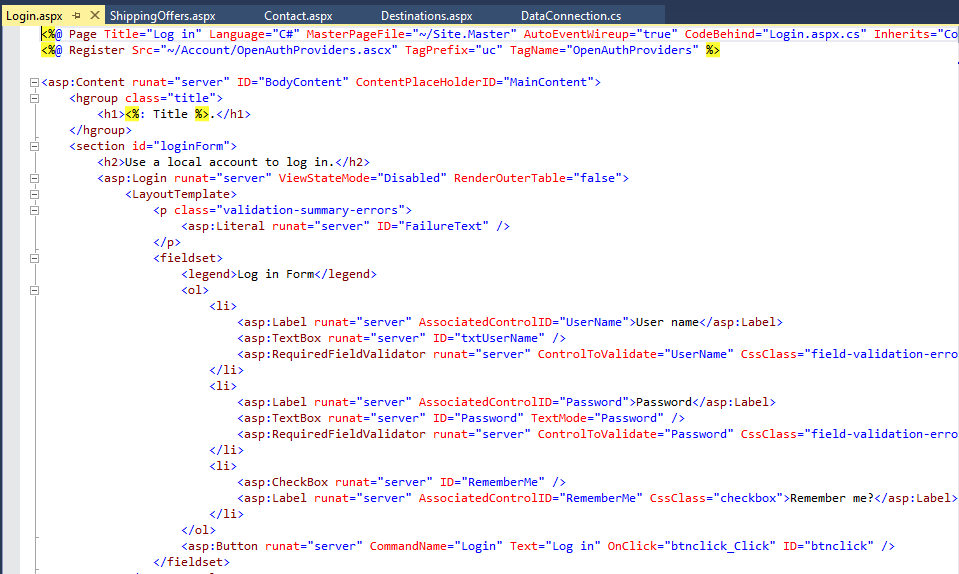 Login.aspx ShippingOffers.aspx Contact.aspx Destinations.aspx DataConnection.cs
<%@ Page Title="Log in" Language="C#" MasterPageFile="~/Site.Master" AutoEventWireup="true" CodeBehind="Login.aspx.cs" Inherits="Co
<%@ Register Src="~/Account/OpenAuthProviders.ascx" TagPrefix="uc" TagName="OpenAuthProviders" %>
<asp:Content runat="server" ID="BodyContent" ContentPlaceHolderID="MainContent">
<hgroup class="title">
<h1><%: Title %>.</h1>
</hgroup>
<section id="loginForm">
<h2>Use a local account to log in.</h2>
<asp:Login runat="server" ViewStateMode="Disabled" RenderOuterTable="false">
<LayoutTemplate>
<p class="validation-summary-errors">
<asp:Literal runat="server" ID="FailureText" />
</p>
<fieldset>
<legend>Log in Form</legend>
<ol>
<li>
<asp:Label runat="server" AssociatedControlID="UserName">User name</asp:Label>
<asp:TextBox runat="server" ID="txtUserName" />
<asp:RequiredFieldValidator runat="server" ControlToValidate="UserName" CssClass="field-validation-erro
</li>
<li>
<asp:Label runat="server" AssociatedControlID="Password">Password</asp:Label>
<asp:TextBox runat="server" ID="Password" TextMode="Password" />
<asp:RequiredFieldValidator runat="server" ControlToValidate="Password" CssClass="field-validation-erro
</li>
<li>
<asp:CheckBox runat="server" ID="RememberMe" />
<asp:Label runat="server" AssociatedControlID="RememberMe" CssClass="checkbox">Remember me?</asp:Label>
</li>
</ol>
<asp:Button runat="server" CommandName="Login" Text="Log in" OnClick="btnclick_Click" ID="btnclick" />
</fieldset>